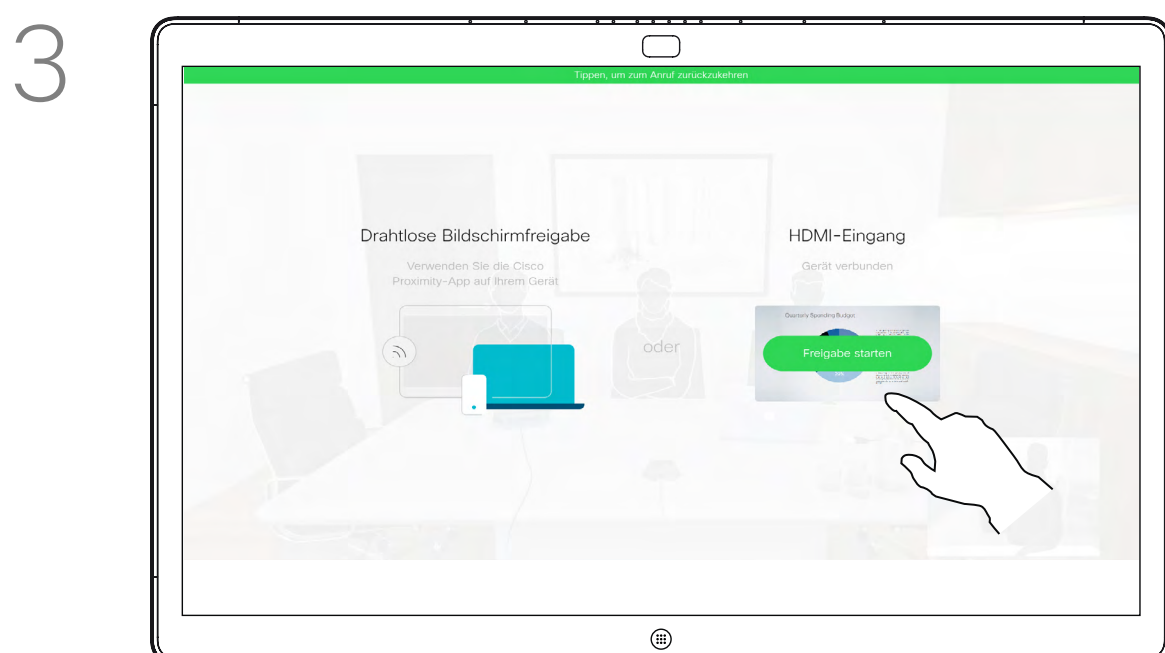 3
Tippen, um zum Anruf zurückzukehren
Drahtlose Bildschirmfreigabe
Verwenden Sie die Cisco
Proximity-App auf Ihrem Gerät
oder
HDMI-Eingang
Gerät verbunden
Quarterly Spending Budget
Freigabe starten